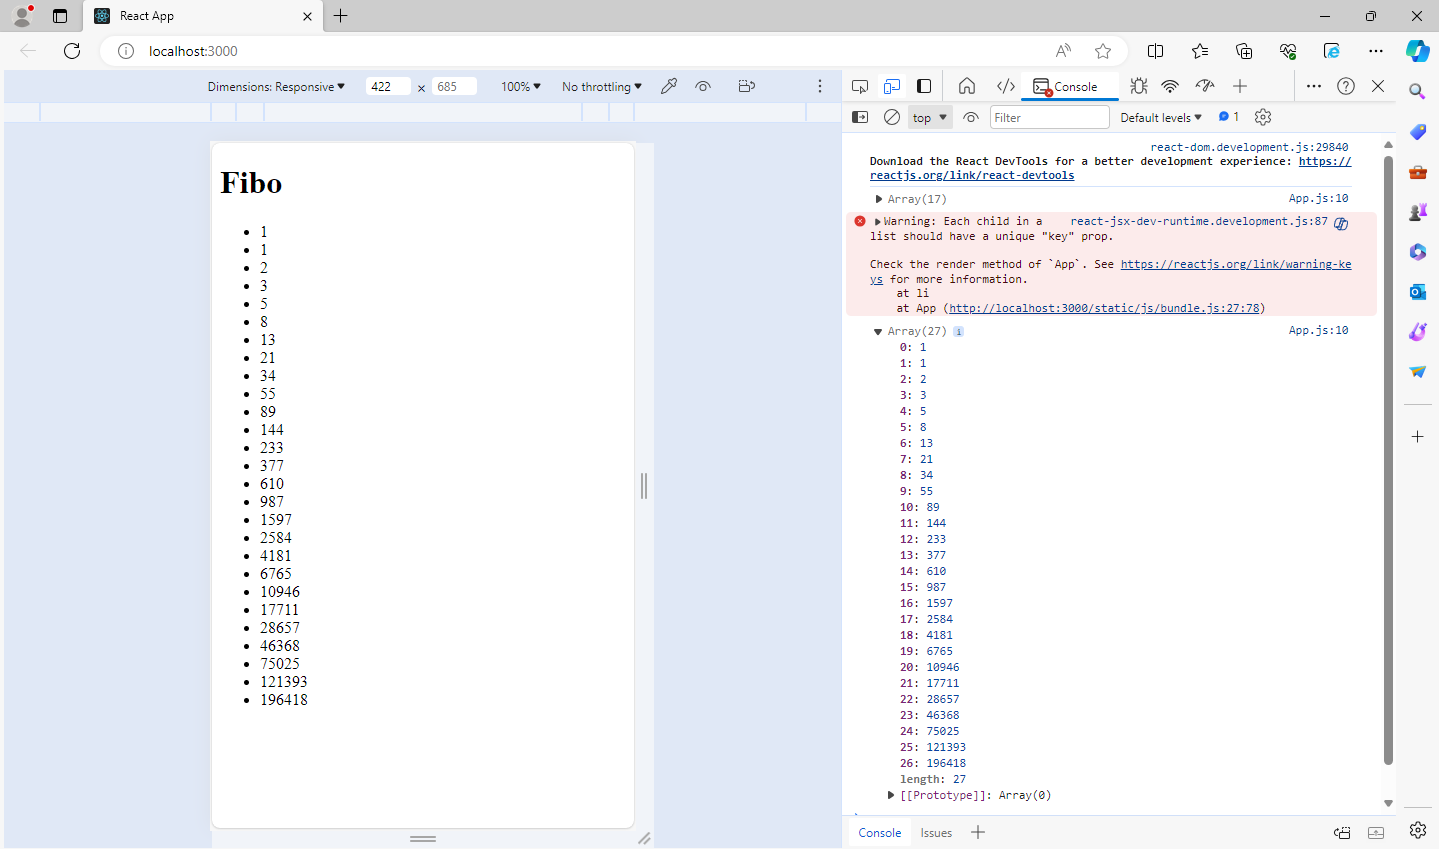 React App
localhost:3000
Dimensions: Responsive
422 x 685
100%
No throttling
Fibo
1
1
2
3
5
8
13
21
34
55
89
144
233
377
610
987
1597
2584
4181
6765
10946
17711
28657
46368
75025
121393
196418
Console
top
Filter
Default levels
1
react-dom.development.js:29840
Download the React DevTools for a better development experience: https://
reactjs.org/link/react-devtools
Array(17) App.js:10
Warning: Each child in a react-jsx-dev-runtime.development.js:87
list should have a unique "key" prop.
Check the render method of `App`. See https://reactjs.org/link/warning-ke
ys for more information.
at li
at App (http://localhost:3000/static/js/bundle.js:27:78)
Array(27) i App.js:10
0: 1
1: 1
2: 2
3: 3
4: 5
5: 8
6: 13
7: 21
8: 34
9: 55
10: 89
11: 144
12: 233
13: 377
14: 610
15: 987
16: 1597
17: 2584
18: 4181
19: 6765
20: 10946
21: 17711
22: 28657
23: 46368
24: 75025
25: 121393
26: 196418
length: 27
[[Prototype]]: Array(0)
Console
Issues